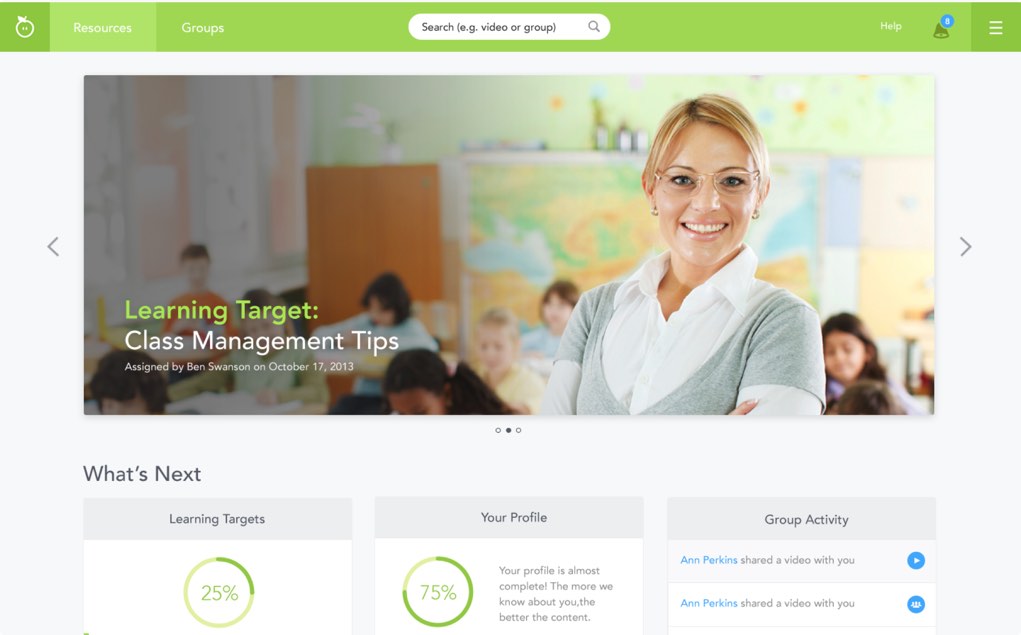 Resources
Groups
Search (e.g. video or group)
Help
8
Learning Target:
Class Management Tips
Assigned by Ben Swanson on October 17, 2013
What's Next
Learning Targets
25%
Your Profile
75%
Your profile is almost
complete! The more we
know about you,the
better the content.
Group Activity
Ann Perkins shared a video with you
Ann Perkins shared a video with you